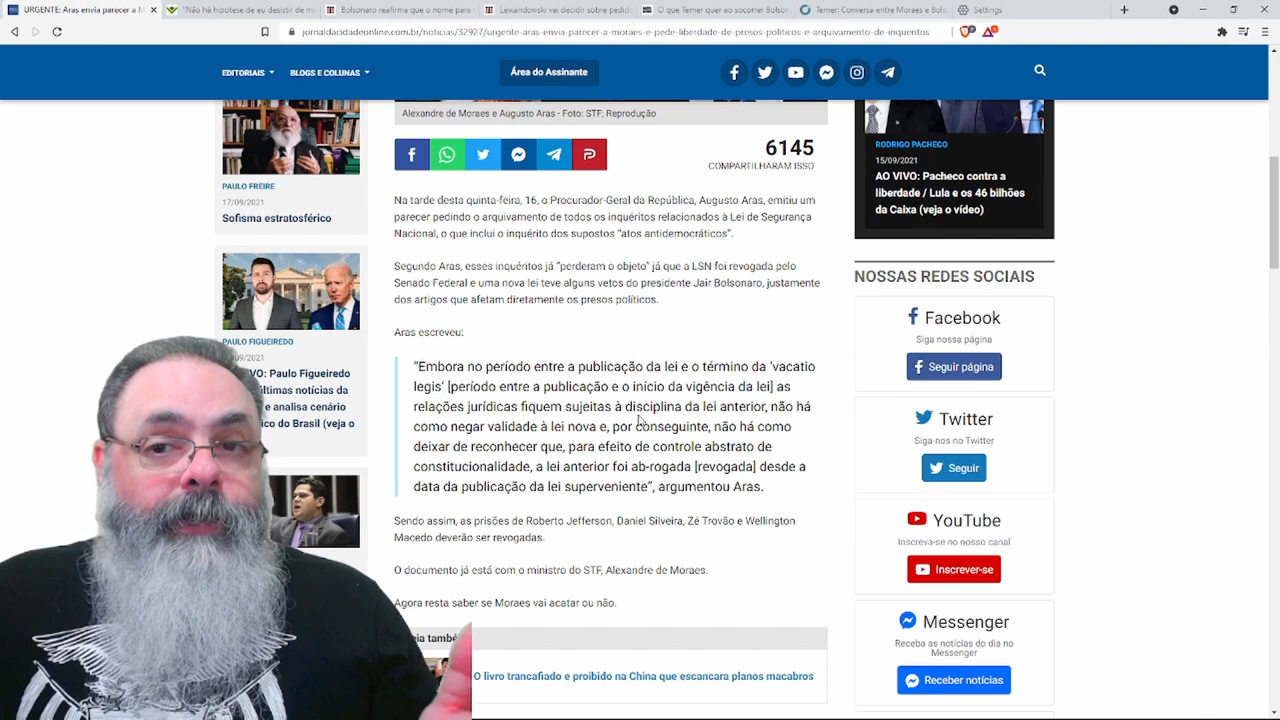 URGENTE: Aras envia parecer a M
"Não há hipótese de eu desistir de m
Bolsonaro reafirma que o nome para
Lewandowski vai decidir sobre pedid
O que Temer quer ao socorrer Bolson
Temer: Conversa entre Moraes e Bols
Settings
jornaldacidadeonline.com.br/noticias/32927/urgente-aras-envia-parecer-a-moraes-e-pede-liberdade-de-presos-politicos-e-arquivamento-de-inqueritos
EDITORIAIS
BLOGS E COLUNAS
Área do Assinante
Alexandre de Moraes e Augusto Aras - Foto: STF; Reprodução
6145
COMPARTILHARAM ISSO
Na tarde desta quinta-feira, 16, o Procurador-Geral da República, Augusto Aras, emitiu um
parecer pedindo o arquivamento de todos os inquéritos relacionados à Lei de Segurança
Nacional, o que inclui o inquérito dos supostos "atos antidemocráticos".
Segundo Aras, esses inquéritos já "perderam o objeto" já que a LSN foi revogada pelo
Senado Federal e uma nova lei teve alguns vetos do presidente Jair Bolsonaro, justamente
dos artigos que afetam diretamente os presos políticos.
Aras escreveu:
"Embora no período entre a publicação da lei e o término da 'vacatio
legis' [período entre a publicação e o início da vigência da lei] as
relações jurídicas fiquem sujeitas à disciplina da lei anterior, não há
como negar validade à lei nova e, por conseguinte, não há como
deixar de reconhecer que, para efeito de controle abstrato de
constitucionalidade, a lei anterior foi ab-rogada [revogada] desde a
data da publicação da lei superveniente", argumentou Aras.
Sendo assim, as prisões de Roberto Jefferson, Daniel Silveira, Zé Trovão e Wellington
Macedo deverão ser revogadas.
O documento já está com o ministro do STF, Alexandre de Moraes.
Agora resta saber se Moraes vai acatar ou não.
eia també
O livro trancafiado e proibido na China que escancara planos macabros
PAULO FREIRE
17/09/2021
Sofisma estratosférico
PAULO FIGUEIREDO
09/2021
VO: Paulo Figueiredo
últimas notícias da
e analisa cenário
ico do Brasil (veja o
RODRIGO PACHECO
15/09/2021
AO VIVO: Pacheco contra a
liberdade / Lula e os 46 bilhões
da Caixa (veja o vídeo)
NOSSAS REDES SOCIAIS
Facebook
Siga nossa página
Seguir página
Twitter
Siga-nos no Twitter
Seguir
YouTube
Inscreva-se no nosso canal
Inscrever-se
Messenger
Receba as notícias do dia no
Messenger
Receber notícias